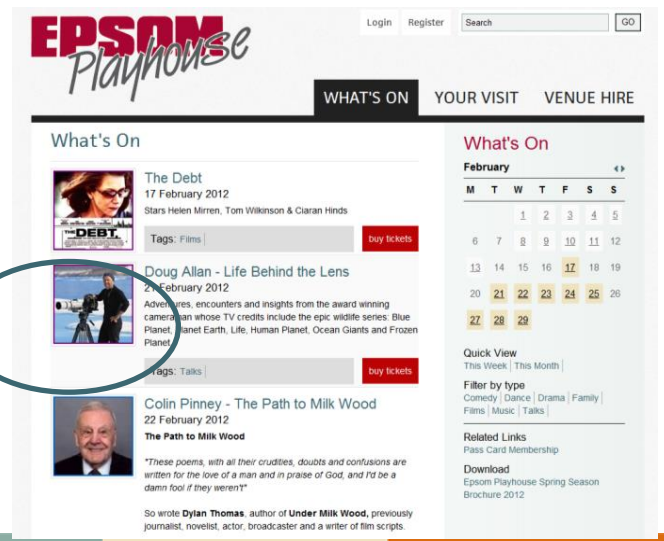 EPSOM
Playhouse
Login Register Search GO
WHAT'S ON YOUR VISIT VENUE HIRE
What's On
The Debt
17 February 2012
Stars Helen Mirren, Tom Wilkinson & Ciaran Hinds
THE DEBT
Tags: Films
buy tickets
Doug Allan - Life Behind the Lens
21 February 2012
Adventures, encounters and insights from the award winning
cameraman whose TV credits include the epic wildlife series: Blue
Planet, Planet Earth, Life, Human Planet, Ocean Giants and Frozen
Planet
Tags: Talks
buy tickets
Colin Pinney - The Path to Milk Wood
22 February 2012
The Path to Milk Wood
"These poems, with all their crudities, doubts and confusions are
written for the love of a man and in praise of God, and I'd be a
damn fool if they weren't"
So wrote Dylan Thomas, author of Under Milk Wood, previously
journalist, novelist, actor, broadcaster and a writer of film scripts.
What's On
February
M T W T F S S
1 2 3 4 5
6 7 8 9 10 11 12
13 14 15 16 17 18 19
20 21 22 23 24 25 26
27 28 29
Quick View
This Week | This Month |
Filter by type
Comedy | Dance | Drama | Family |
Films | Music | Talks |
Related Links
Pass Card Membership
Download
Epsom Playhouse Spring Season
Brochure 2012